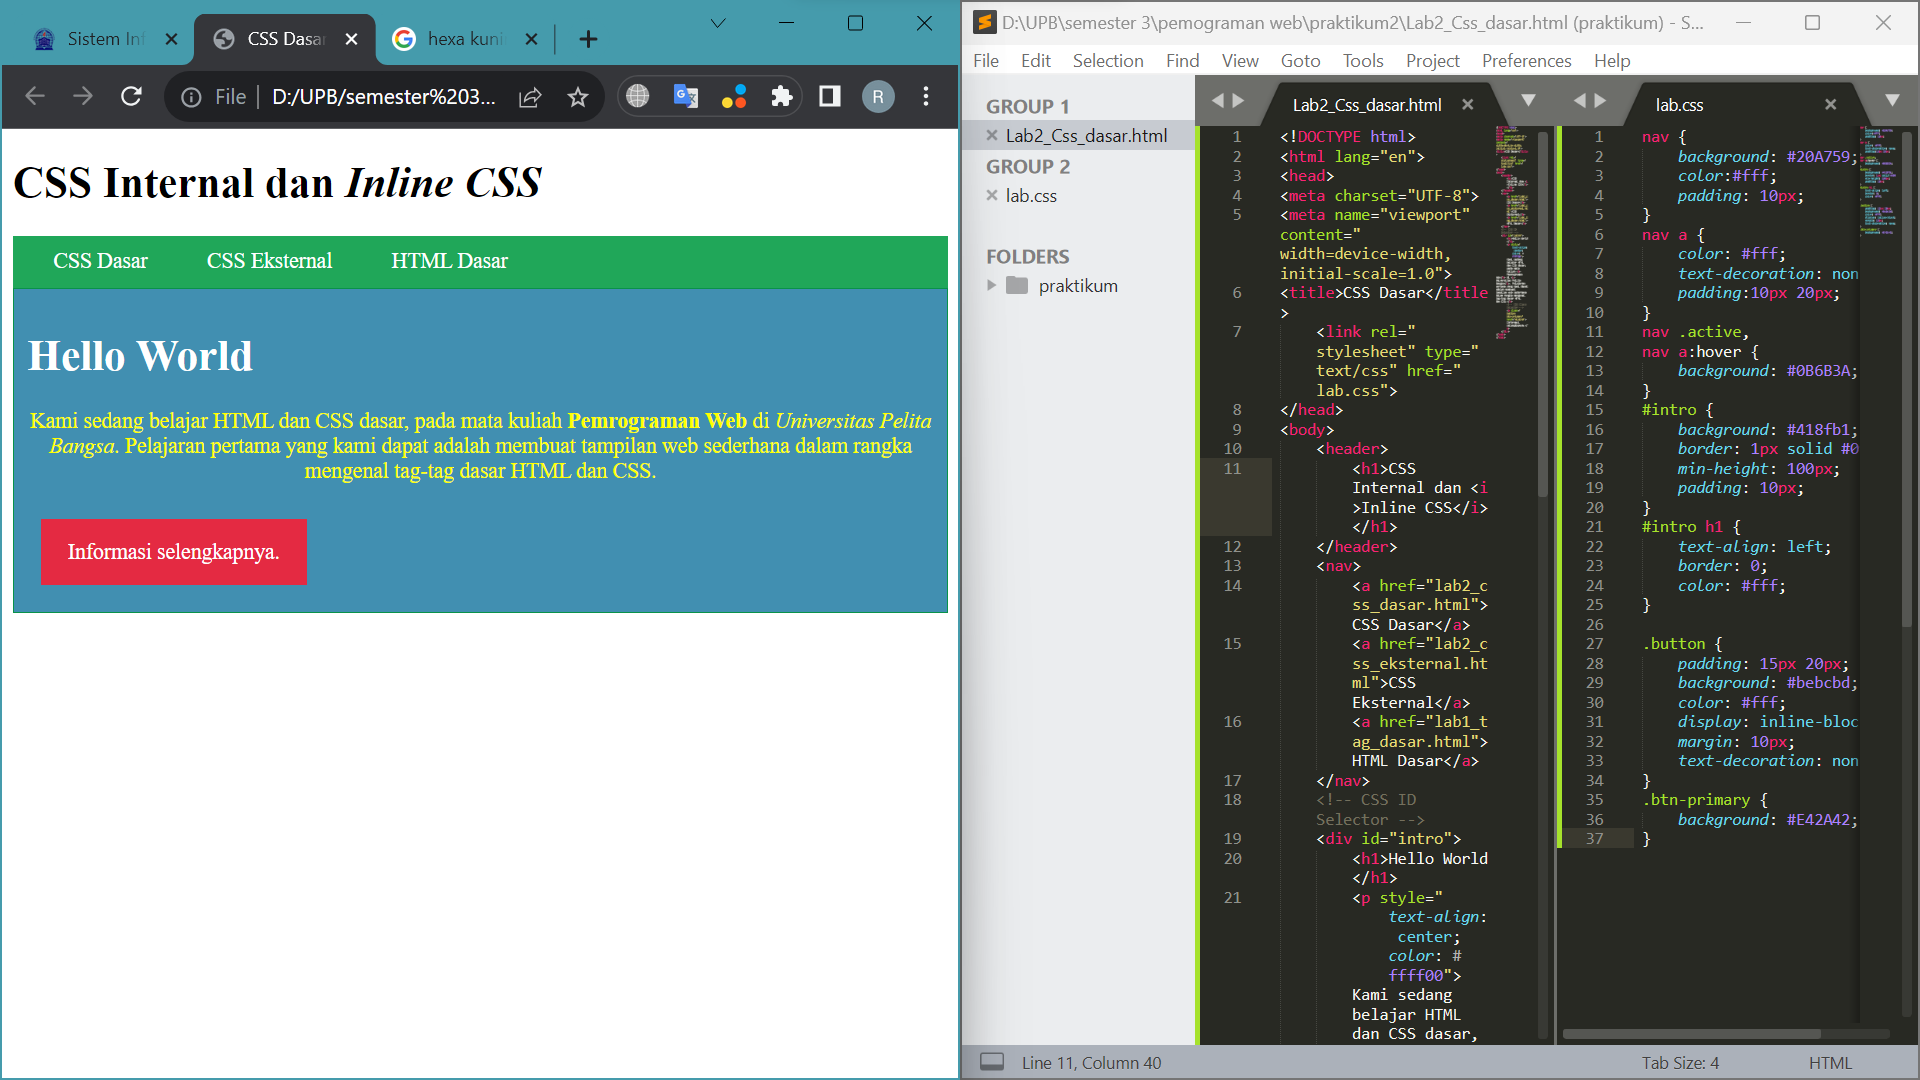 Sistem Inf
CSS Dasar
hexa kuni
File
D:/UPB/semester%203...
R
CSS Internal dan Inline CSS
CSS Dasar
CSS Eksternal
HTML Dasar
Hello World
Kami sedang belajar HTML dan CSS dasar, pada mata kuliah Pemrograman Web di Universitas Pelita
Bangsa. Pelajaran pertama yang kami dapat adalah membuat tampilan web sederhana dalam rangka
mengenal tag-tag dasar HTML dan CSS.
Informasi selengkapnya.
D:\UPB\semester 3\pemograman web\praktikum2\Lab2_Css_dasar.html (praktikum) - S...
File Edit Selection Find View Goto Tools Project Preferences Help
GROUP 1
Lab2_Css_dasar.html
GROUP 2
lab.css
FOLDERS
praktikum
Lab2_Css_dasar.html
1 <!DOCTYPE html>
2 <html lang="en">
3 <head>
4 <meta charset="UTF-8">
5 <meta name="viewport"
content="
width=device-width,
initial-scale=1.0">
6 <title>CSS Dasar</title
>
7 <link rel="
stylesheet" type="
text/css" href="
lab.css">
8 </head>
9 <body>
10 <header>
11 <h1>CSS
Internal dan <i
>Inline CSS</i>
</h1>
12 </header>
13 <nav>
14 <a href="lab2_c
ss_dasar.html">
CSS Dasar</a>
15 <a href="lab2_c
ss_eksternal.ht
ml">CSS
Eksternal</a>
16 <a href="lab1_t
ag_dasar.html">
HTML Dasar</a>
17 </nav>
18 <!-- CSS ID
Selector -->
19 <div id="intro">
20 <h1>Hello World
</h1>
21 <p style="
text-align:
center;
color: #
ffff00">
Kami sedang
belajar HTML
dan CSS dasar,
lab.css
1 nav {
2 background: #20A759;
3 color:#fff;
4 padding: 10px;
5 }
6 nav a {
7 color: #fff;
8 text-decoration: non
9 padding:10px 20px;
10 }
11 nav .active,
12 nav a:hover {
13 background: #0B6B3A;
14 }
15 #intro {
16 background: #418fb1;
17 border: 1px solid #0
18 min-height: 100px;
19 padding: 10px;
20 }
21 #intro h1 {
22 text-align: left;
23 border: 0;
24 color: #fff;
25 }
26
27 .button {
28 padding: 15px 20px;
29 background: #bebcbd;
30 color: #fff;
31 display: inline-bloc
32 margin: 10px;
33 text-decoration: non
34 }
35 .btn-primary {
36 background: #E42A42;
37 }
Line 11, Column 40
Tab Size: 4
HTML